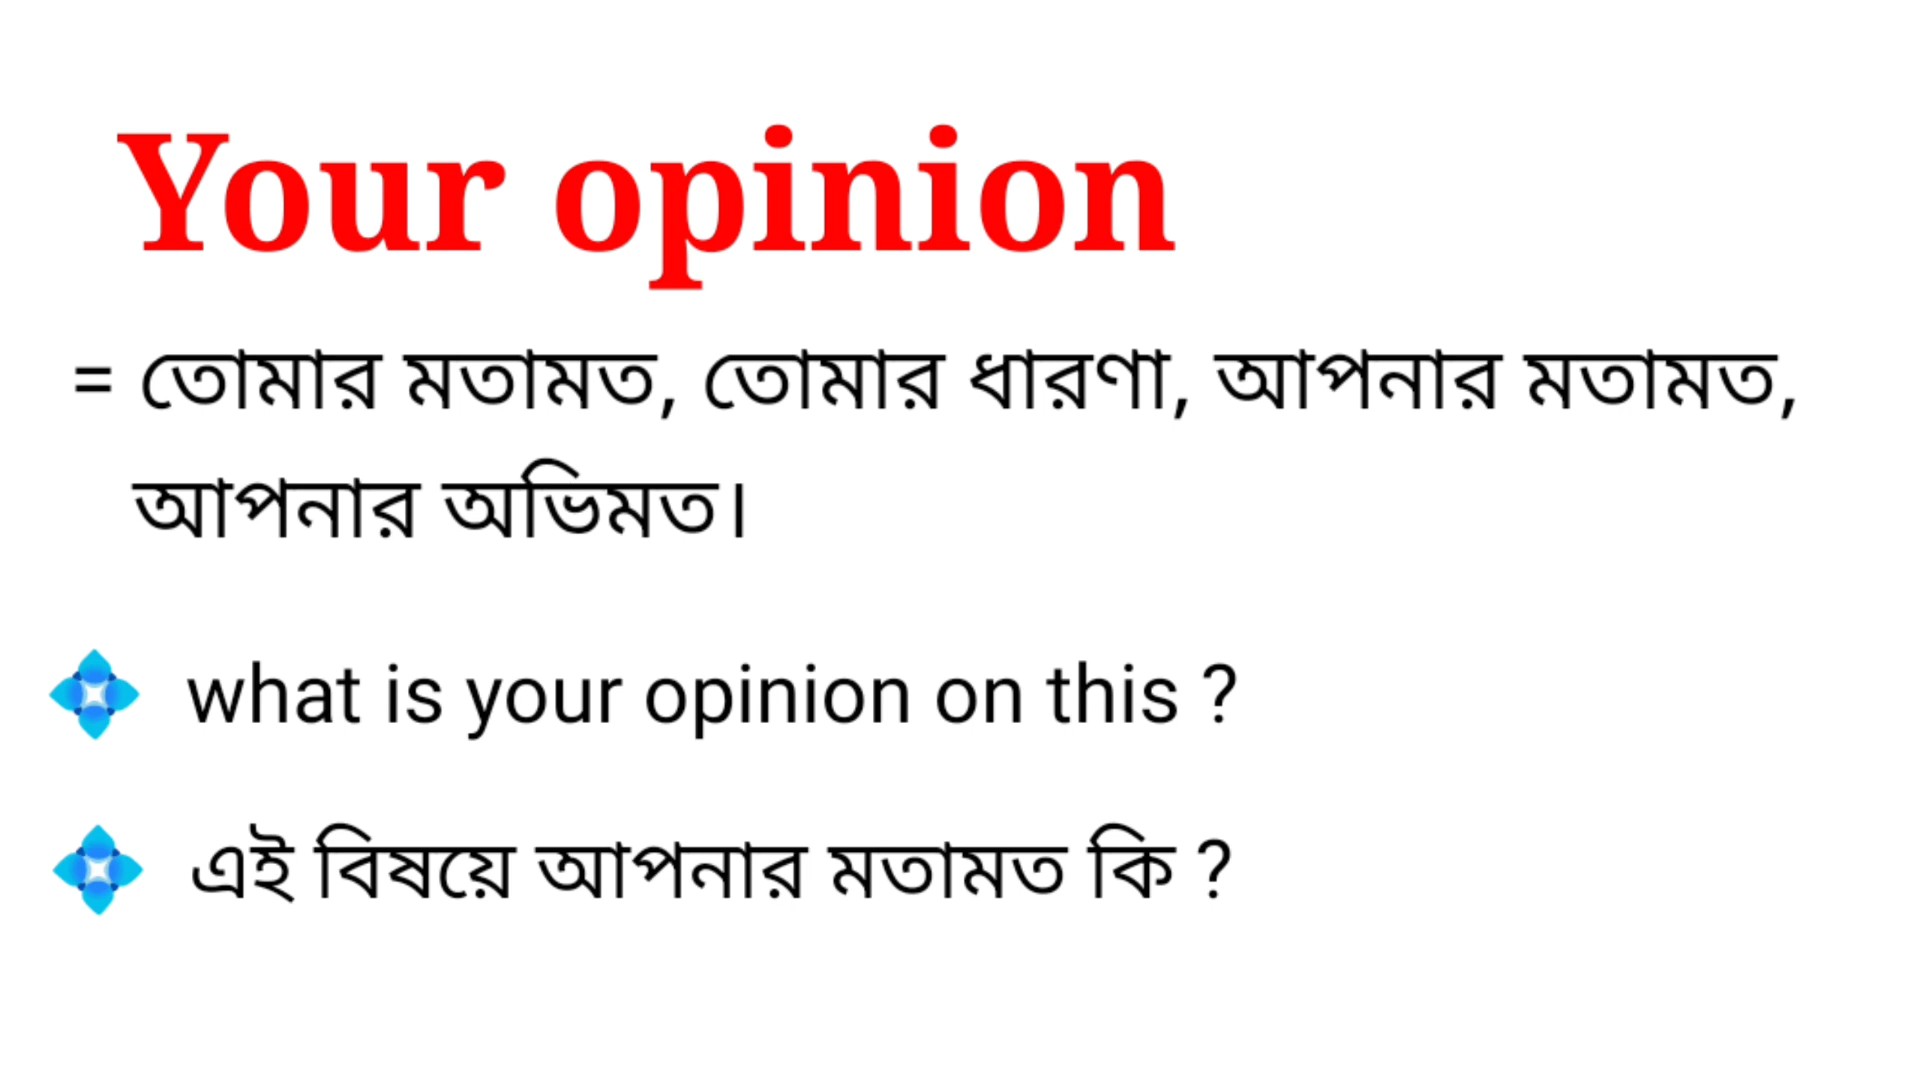 Your opinion
= তোমার মতামত, তোমার ধারণা, আপনার মতামত,
আপনার অভিমত।
what is your opinion on this ?
এই বিষয়ে আপনার মতামত কি ?